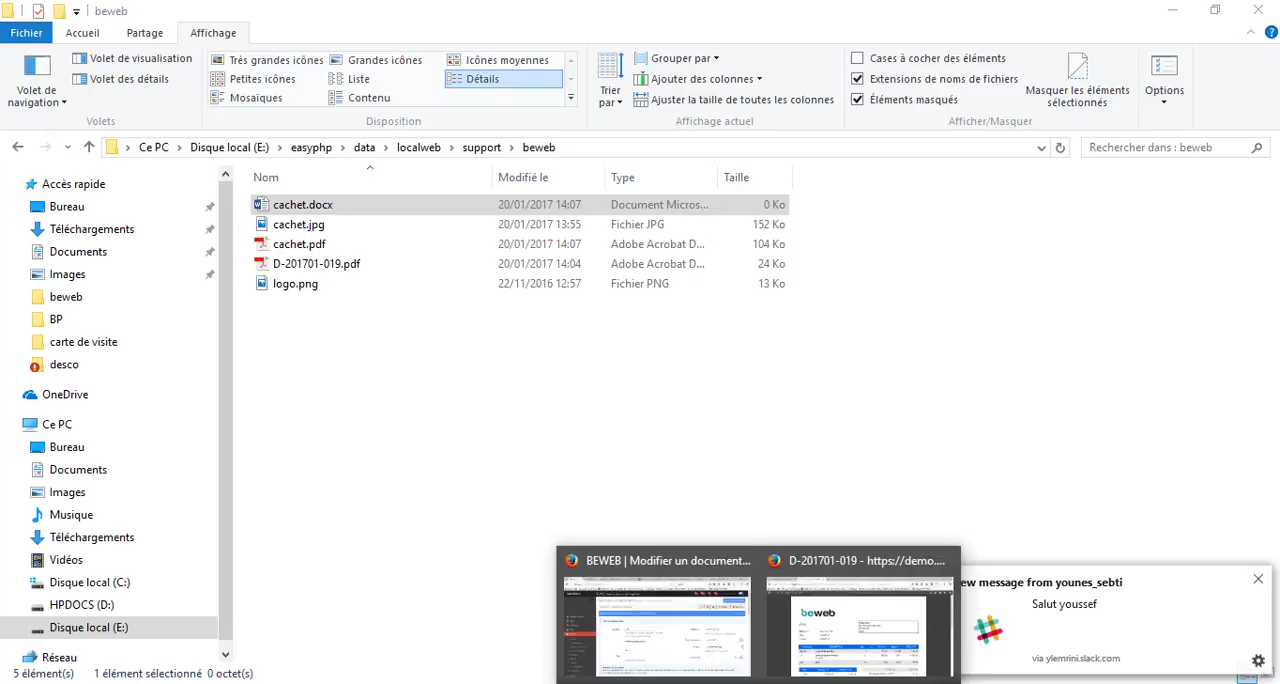 beweb
Fichier Accueil Partage Affichage
Volet de navigation
Volet de visualisation
Volet des détails
Volets
Très grandes icônes Grandes icônes Icônes moyennes
Petites icônes Liste Détails
Mosaïques Contenu
Disposition
Trier par
Grouper par
Ajouter des colonnes
Ajuster la taille de toutes les colonnes
Affichage actuel
Cases à cocher des éléments
Extensions de noms de fichiers
Éléments masqués
Masquer les éléments sélectionnés
Afficher/Masquer
Options
Ce PC > Disque local (E:) > easyphp > data > localweb > support > beweb
Rechercher dans : beweb
Nom Modifié le Type Taille
cachet.docx 20/01/2017 14:07 Document Micros... 0 Ko
cachet.jpg 20/01/2017 13:55 Fichier JPG 152 Ko
cachet.pdf 20/01/2017 14:07 Adobe Acrobat D... 104 Ko
D-201701-019.pdf 20/01/2017 14:04 Adobe Acrobat D... 24 Ko
logo.png 22/11/2016 12:57 Fichier PNG 13 Ko
Accès rapide
Bureau
Téléchargements
Documents
Images
beweb
BP
carte de visite
desco
OneDrive
Ce PC
Bureau
Documents
Images
Musique
Téléchargements
Vidéos
Disque local (C:)
HPDOCS (D:)
Disque local (E:)
Réseau
5 élément(s) 0 octet(s)
BEWEB | Modifier un document...
D-201701-019 - https://demo....
beweb
ew message from younes_sebti
Salut youssef
via ylemrini.slack.com